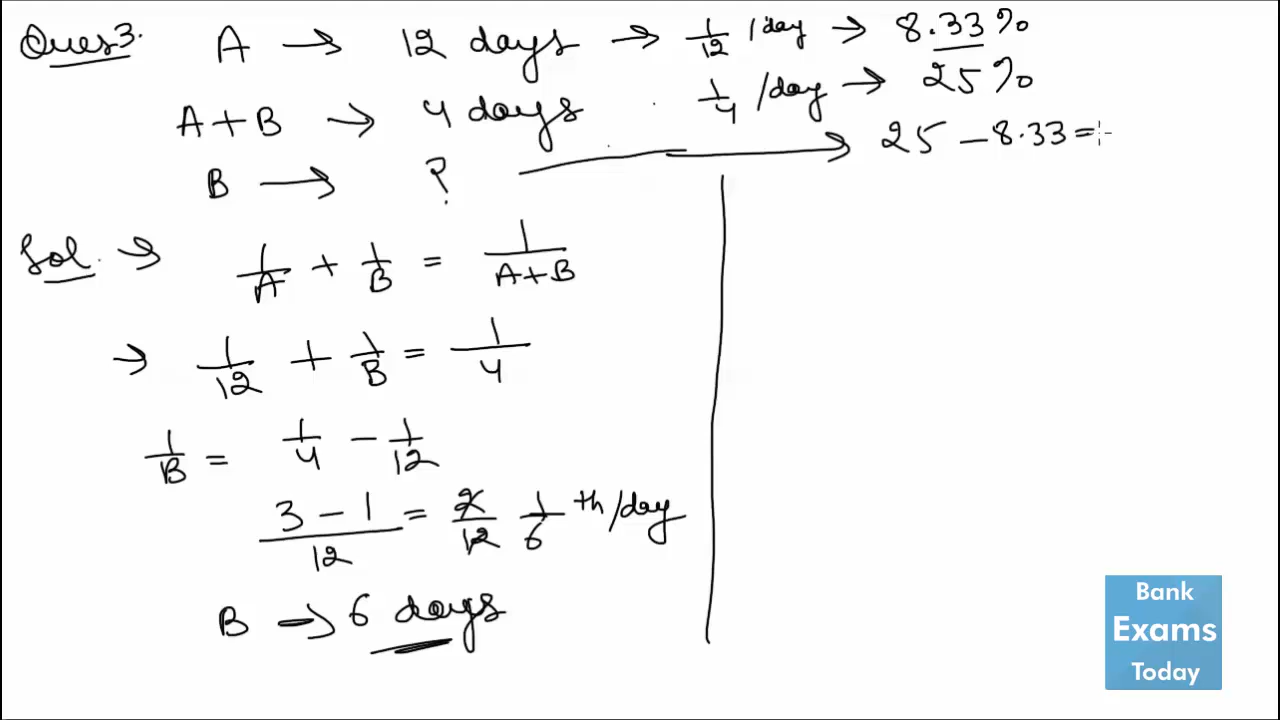 Ques 3. A → 12 days → 1/12 /day → 8.33%
A + B → 4 days 1/4 /day → 25%
B → ? → 25 – 8.33 =
Sol. → 1/A + 1/B = 1/A+B
→ 1/12 + 1/B = 1/4
1/B = 1/4 – 1/12
3 – 1/12 = 2/12 1/6 th/day
B → 6 days
Bank
Exams
Today